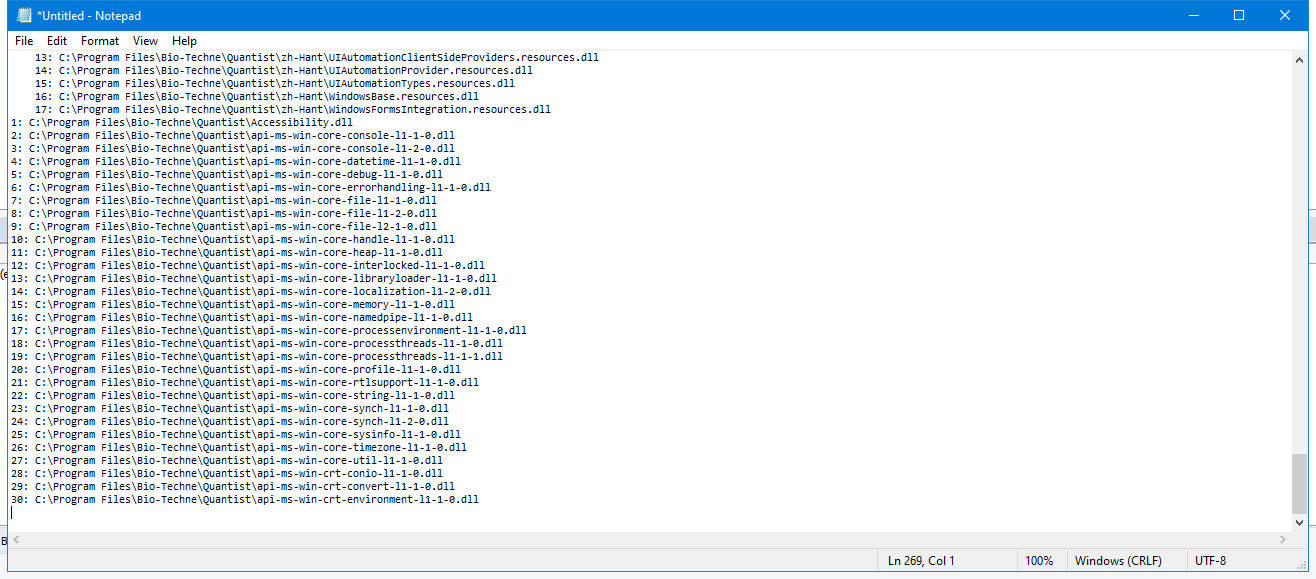 *Untitled - Notepad
File Edit Format View Help
13: C:\Program Files\Bio-Techne\Quantist\zh-Hant\UIAutomationClientSideProviders.resources.dll
14: C:\Program Files\Bio-Techne\Quantist\zh-Hant\UIAutomationProvider.resources.dll
15: C:\Program Files\Bio-Techne\Quantist\zh-Hant\UIAutomationTypes.resources.dll
16: C:\Program Files\Bio-Techne\Quantist\zh-Hant\WindowsBase.resources.dll
17: C:\Program Files\Bio-Techne\Quantist\zh-Hant\WindowsFormsIntegration.resources.dll
1: C:\Program Files\Bio-Techne\Quantist\Accessibility.dll
2: C:\Program Files\Bio-Techne\Quantist\api-ms-win-core-console-l1-1-0.dll
3: C:\Program Files\Bio-Techne\Quantist\api-ms-win-core-console-l1-2-0.dll
4: C:\Program Files\Bio-Techne\Quantist\api-ms-win-core-datetime-l1-1-0.dll
5: C:\Program Files\Bio-Techne\Quantist\api-ms-win-core-debug-l1-1-0.dll
6: C:\Program Files\Bio-Techne\Quantist\api-ms-win-core-errorhandling-l1-1-0.dll
7: C:\Program Files\Bio-Techne\Quantist\api-ms-win-core-file-l1-1-0.dll
8: C:\Program Files\Bio-Techne\Quantist\api-ms-win-core-file-l1-2-0.dll
9: C:\Program Files\Bio-Techne\Quantist\api-ms-win-core-file-l2-1-0.dll
10: C:\Program Files\Bio-Techne\Quantist\api-ms-win-core-handle-l1-1-0.dll
11: C:\Program Files\Bio-Techne\Quantist\api-ms-win-core-heap-l1-1-0.dll
12: C:\Program Files\Bio-Techne\Quantist\api-ms-win-core-interlocked-l1-1-0.dll
13: C:\Program Files\Bio-Techne\Quantist\api-ms-win-core-libraryloader-l1-1-0.dll
14: C:\Program Files\Bio-Techne\Quantist\api-ms-win-core-localization-l1-2-0.dll
15: C:\Program Files\Bio-Techne\Quantist\api-ms-win-core-memory-l1-1-0.dll
16: C:\Program Files\Bio-Techne\Quantist\api-ms-win-core-namedpipe-l1-1-0.dll
17: C:\Program Files\Bio-Techne\Quantist\api-ms-win-core-processenvironment-l1-1-0.dll
18: C:\Program Files\Bio-Techne\Quantist\api-ms-win-core-processthreads-l1-1-0.dll
19: C:\Program Files\Bio-Techne\Quantist\api-ms-win-core-processthreads-l1-1-1.dll
20: C:\Program Files\Bio-Techne\Quantist\api-ms-win-core-profile-l1-1-0.dll
21: C:\Program Files\Bio-Techne\Quantist\api-ms-win-core-rtlsupport-l1-1-0.dll
22: C:\Program Files\Bio-Techne\Quantist\api-ms-win-core-string-l1-1-0.dll
23: C:\Program Files\Bio-Techne\Quantist\api-ms-win-core-synch-l1-1-0.dll
24: C:\Program Files\Bio-Techne\Quantist\api-ms-win-core-synch-l1-2-0.dll
25: C:\Program Files\Bio-Techne\Quantist\api-ms-win-core-sysinfo-l1-1-0.dll
26: C:\Program Files\Bio-Techne\Quantist\api-ms-win-core-timezone-l1-1-0.dll
27: C:\Program Files\Bio-Techne\Quantist\api-ms-win-core-util-l1-1-0.dll
28: C:\Program Files\Bio-Techne\Quantist\api-ms-win-crt-conio-l1-1-0.dll
29: C:\Program Files\Bio-Techne\Quantist\api-ms-win-crt-convert-l1-1-0.dll
30: C:\Program Files\Bio-Techne\Quantist\api-ms-win-crt-environment-l1-1-0.dll
Ln 269, Col 1 100% Windows (CRLF) UTF-8